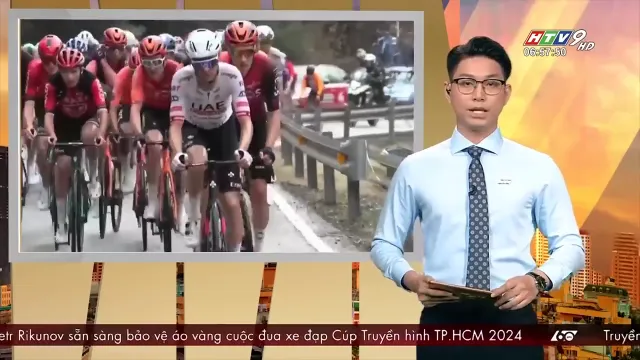 HTV9 HD
06:57:50
UAE
etr Rikunov sẵn sàng bảo vệ áo vàng cuộc đua xe đạp Cúp Truyền hình TP.HCM 2024
60
Truyền